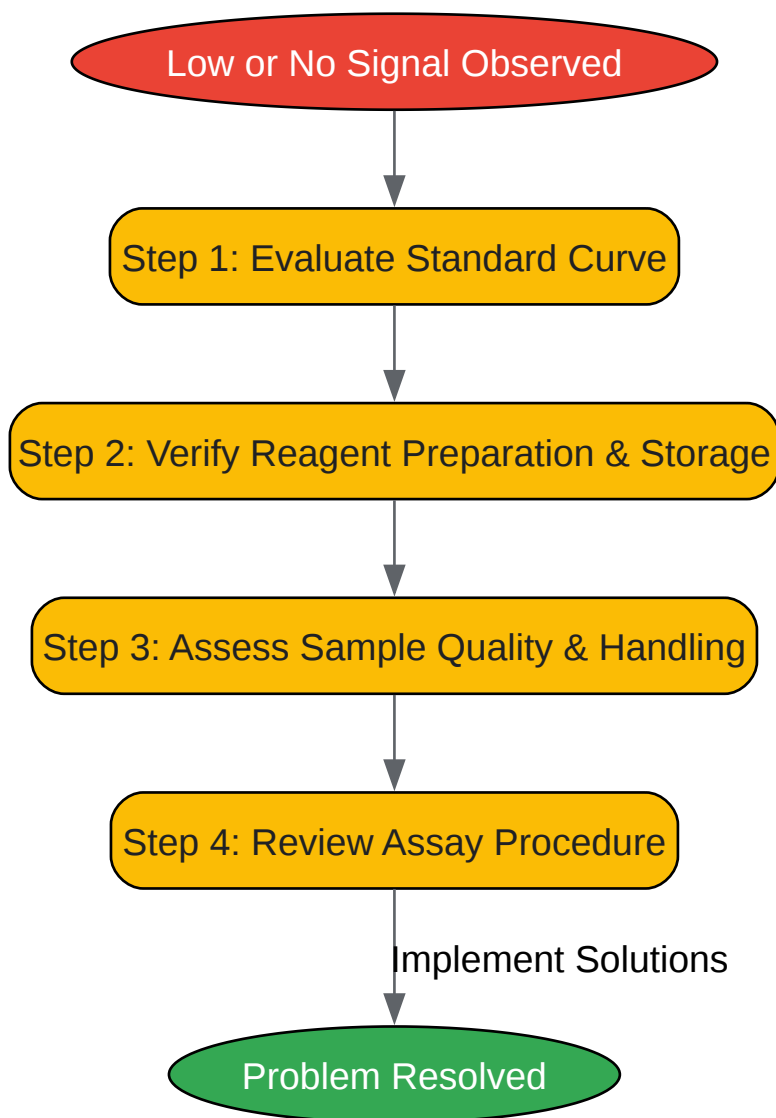 Low or No Signal Observed
Step 1: Evaluate Standard Curve
Step 2: Verify Reagent Preparation & Storage
Step 3: Assess Sample Quality & Handling
Step 4: Review Assay Procedure
Implement Solutions
Problem Resolved